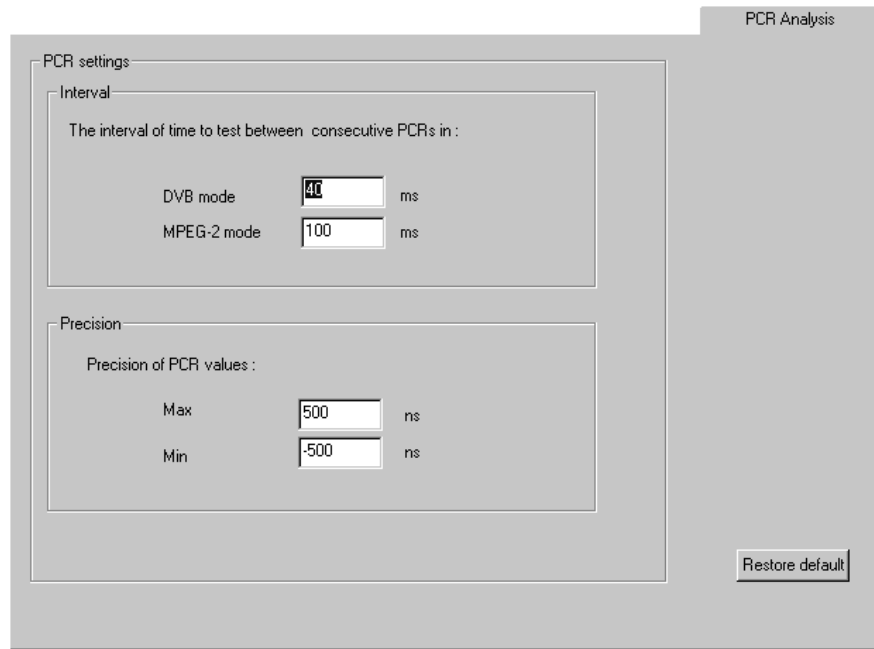 PCR Analysis
PCR settings
Interval
The interval of time to test between consecutive PCRs in :
DVB mode 40 ms
MPEG-2 mode 100 ms
Precision
Precision of PCR values :
Max 500 ns
Min -500 ns
Restore default